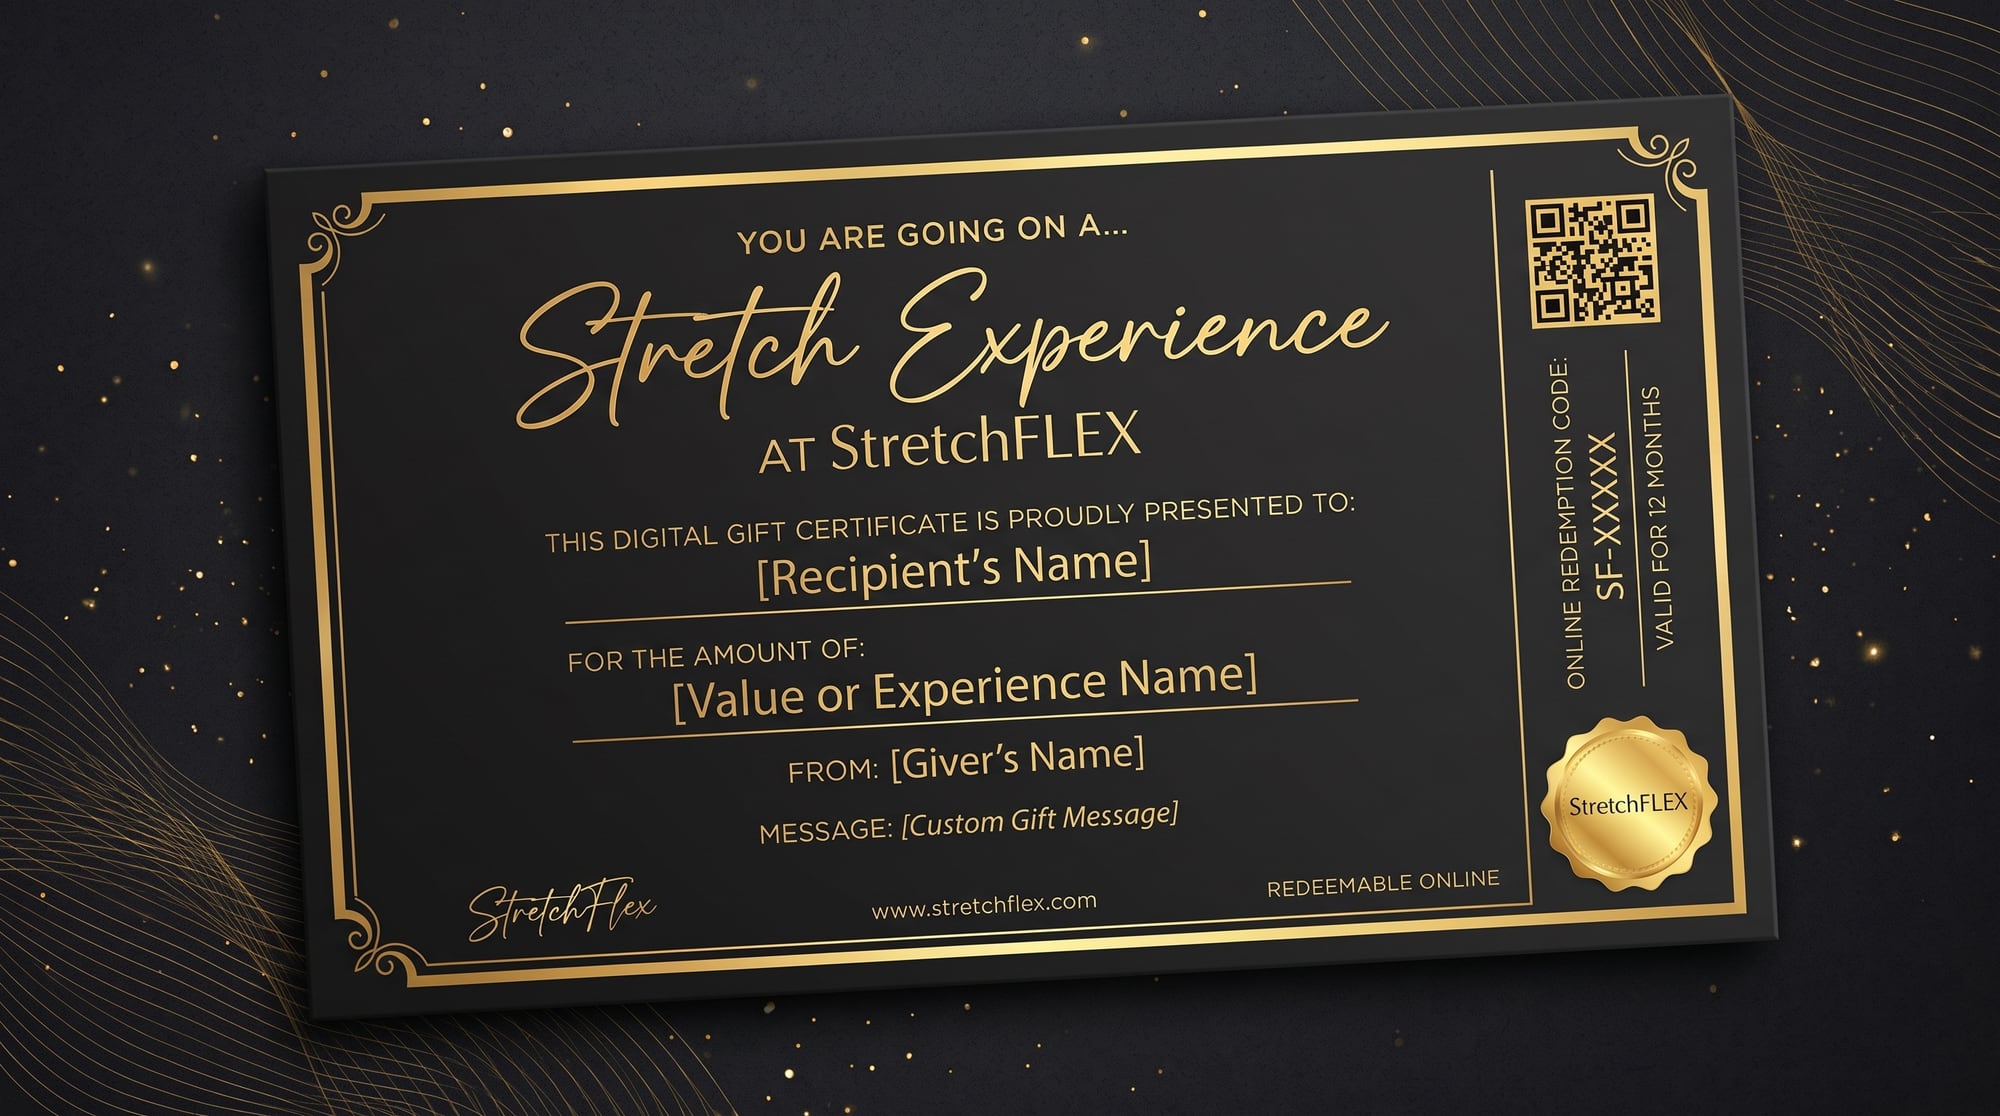 YOU ARE GOING ON A...
Stretch Experience
AT StretchFLEX
THIS DIGITAL GIFT CERTIFICATE IS PROUDLY PRESENTED TO:
[Recipient’s Name]
FOR THE AMOUNT OF:
[Value or Experience Name]
FROM: [Giver’s Name]
MESSAGE: [Custom Gift Message]
StretchFlex
www.stretchflex.com
REDEEMABLE ONLINE
ONLINE REDEMPTION CODE:
SF-XXXXX
VALID FOR 12 MONTHS
StretchFLEX